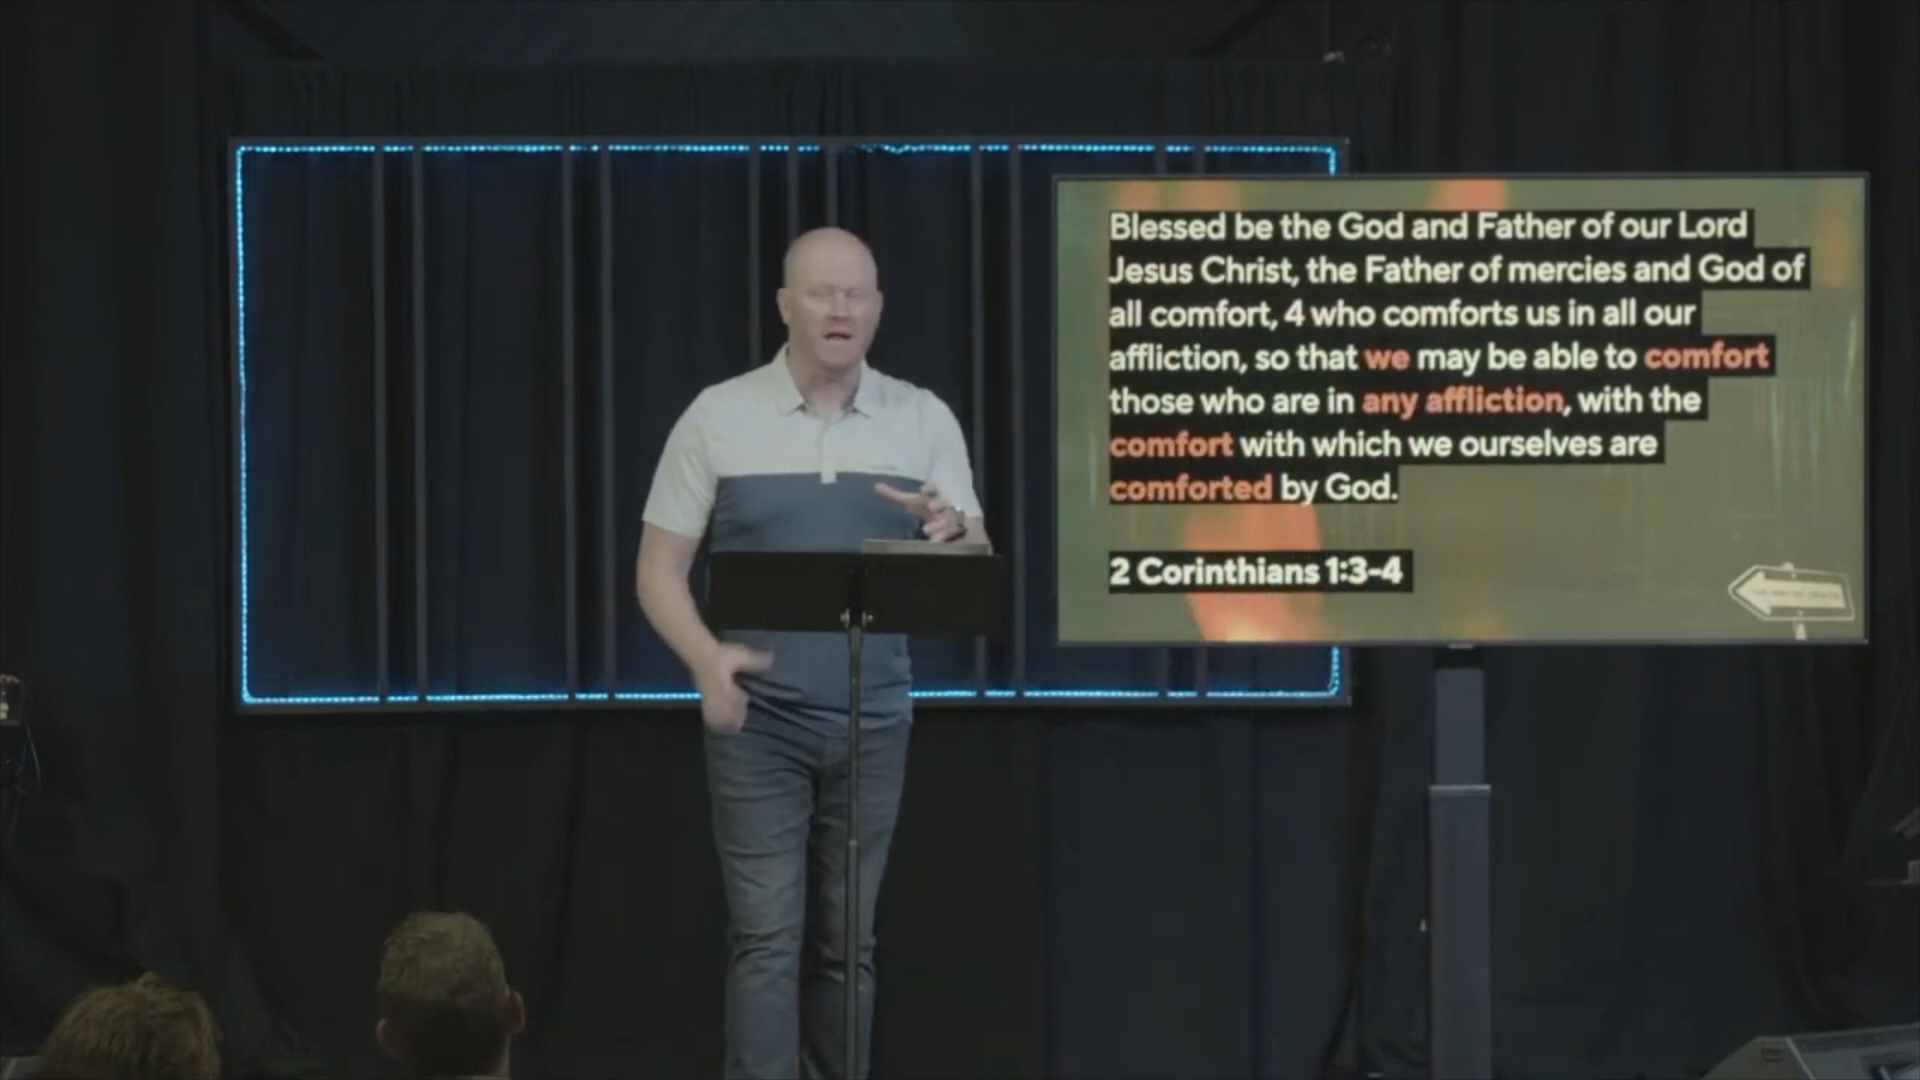 Blessed be the God and Father of our Lord
Jesus Christ, the Father of mercies and God of
all comfort, 4 who comforts us in all our
affliction, so that we may be able to comfort
those who are in any affliction, with the
comfort with which we ourselves are
comforted by God.
2 Corinthians 1:3-4